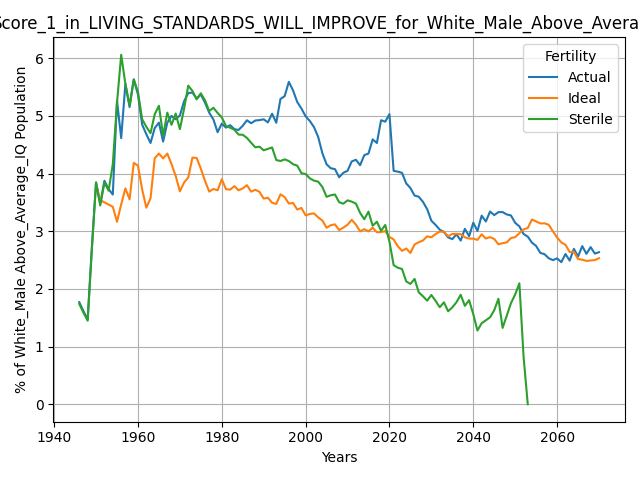 Score_1_in_LIVING_STANDARDS_WILL_IMPROVE_for_White_Male_Above_Avera
% of White_Male Above_Average_IQ Population
6
5
4
3
2
1
0
1940 1960 1980 2000 2020 2040 2060
Years
Fertility
Actual
Ideal
Sterile